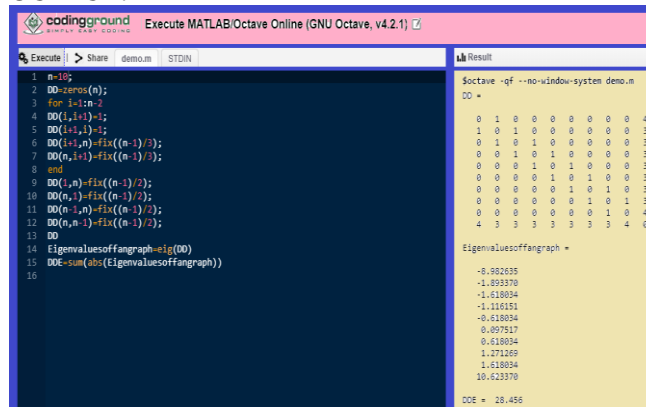 codingground
SIMPLY EASY CODING
Execute MATLAB/Octave Online (GNU Octave, v4.2.1)
Execute | > Share demo.m STDIN
1 n=10;
2 DD=zeros(n);
3 for i=1:n-2
4 DD(i,i+1)=1;
5 DD(i+1,i)=1;
6 DD(i+1,n)=fix((n-1)/3);
7 DD(n,i+1)=fix((n-1)/3);
8 end
9 DD(1,n)=fix((n-1)/2);
10 DD(n,1)=fix((n-1)/2);
11 DD(n-1,n)=fix((n-1)/2);
12 DD(n,n-1)=fix((n-1)/2);
13 DD
14 Eigenvaluesoffangraph=eig(DD)
15 DDE=sum(abs(Eigenvaluesoffangraph))
16
Result
$octave -qf --no-window-system demo.m
DD =
0 1 0 0 0 0 0 0 0 4
1 0 1 0 0 0 0 0 0 3
0 1 0 1 0 0 0 0 0 3
0 0 1 0 1 0 0 0 0 3
0 0 0 1 0 1 0 0 0 3
0 0 0 0 1 0 1 0 0 3
0 0 0 0 0 1 0 1 0 3
0 0 0 0 0 0 1 0 1 3
0 0 0 0 0 0 0 1 0 4
4 3 3 3 3 3 3 3 4 0
Eigenvaluesoffangraph =
-8.982635
-1.893370
-1.618034
-1.116151
-0.618034
0.097517
0.618034
1.271269
1.618034
10.623370
DDE = 28.456